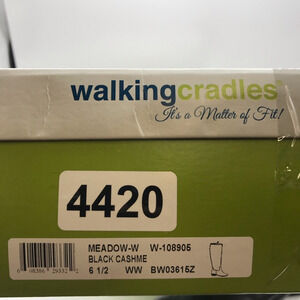 walkingcradles
It's a Matter of Fit!
4420
MEADOW-W W-108905
BLACK CASHME
6 1/2 WW BW03615Z